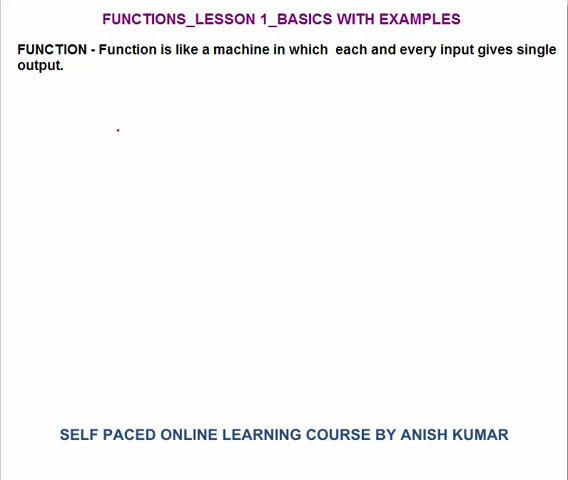 FUNCTIONS_LESSON 1_BASICS WITH EXAMPLES
FUNCTION - Function is like a machine in which each and every input gives single
output.
SELF PACED ONLINE LEARNING COURSE BY ANISH KUMAR